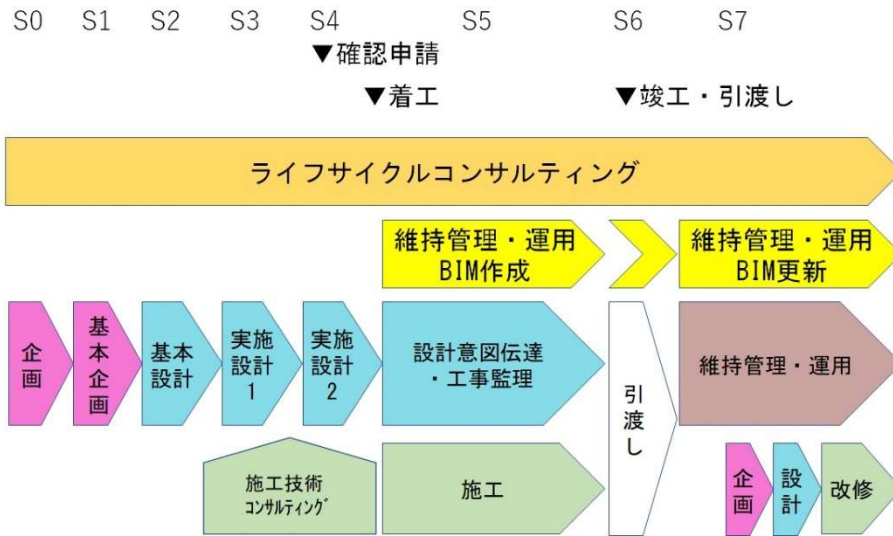 S0 S1 S2 S3 S4 S5 S6 S7
▼確認申請
▼着工 ▼竣工・引渡し
ライフサイクルコンサルティング
維持管理・運用
BIM作成
維持管理・運用
BIM更新
企画
基本企画
基本
設計
実施
設計
1
実施
設計
2
設計意図伝達
・工事監理
引渡し
維持管理・運用
施工技術
コンサルティング
施工
企画
設計
改修